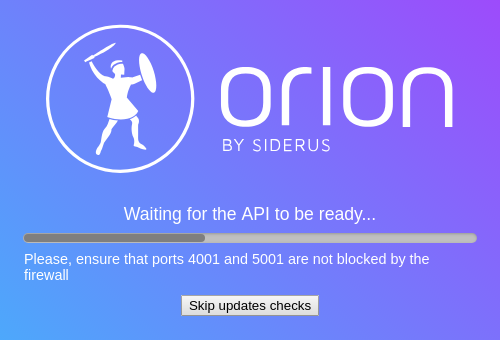 orion
BY SIDERUS
Waiting for the API to be ready...
Please, ensure that ports 4001 and 5001 are not blocked by the
firewall
Skip updates checks